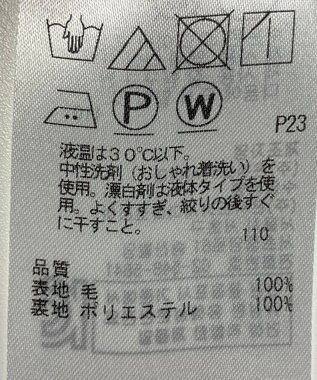 P W
P23
液温は30℃以下。
中性洗剤(おしゃれ着洗い)を
使用。漂白剤は液体タイプを使
用。よくすすぎ、絞りの後すぐ
に干すこと。
110
品質
表地 毛 100%
裏地 ポリエステル 100%